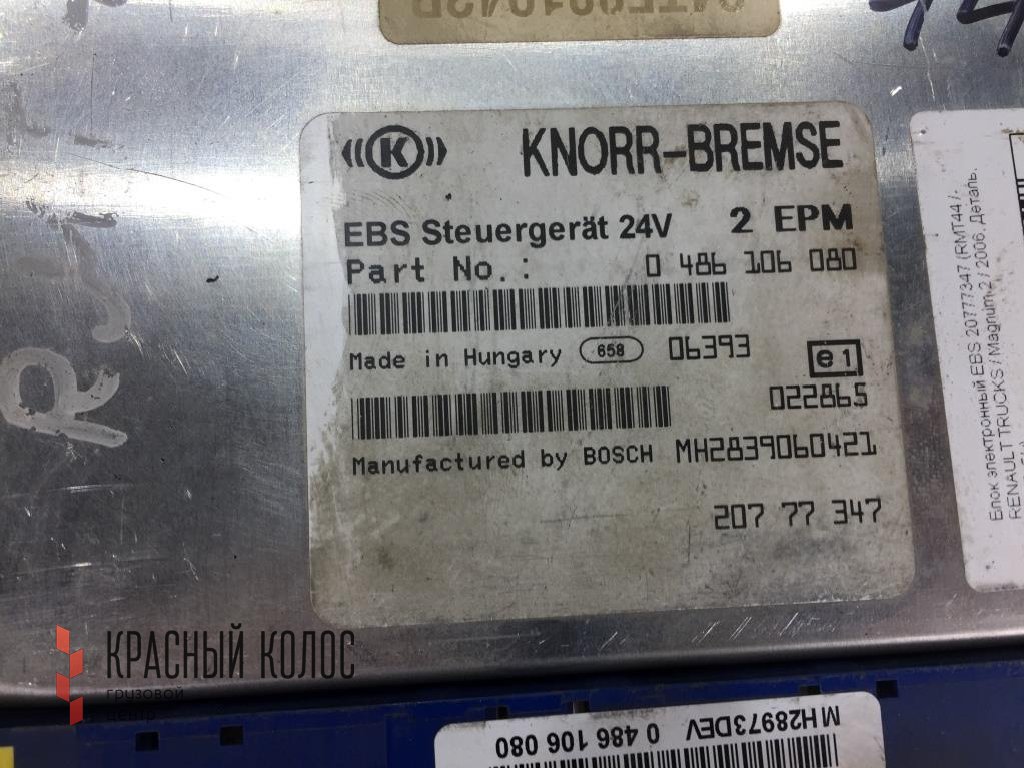 KNORR-BREMSE
EBS Steuergerät 24V 2 EPM
Part No.: 0 486 106 080
Made in Hungary 658 06393 e1
022865
Manufactured by BOSCH MH2839060421
207 77 347
Блок электронный EBS 20777347 (RMT44 /.
RENAULT TRUCKS / Magnum 2 / 2006, Деталь.
КРАСНЫЙ КОЛОС
грузовой
центр
MH28973DEV 0 486 106 080